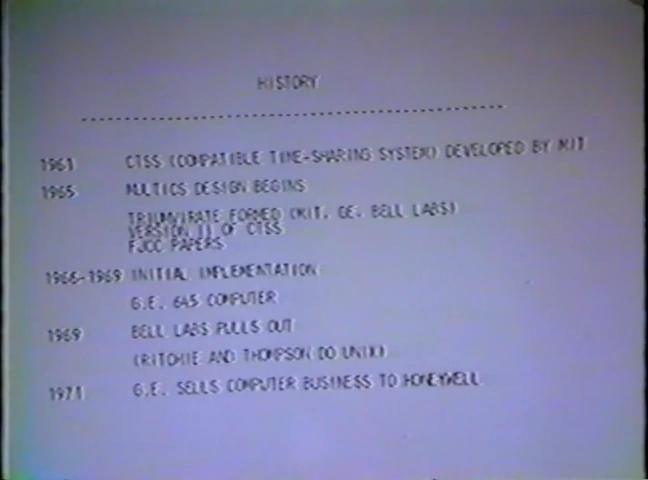 HISTORY
1961 CTSS (COMPATIBLE TIME-SHARING SYSTEM) DEVELOPED BY MIT
1965 MULTICS DESIGN BEGINS
TRIUMVIRATE FORMED (MIT, GE, BELL LABS)
VERSION II OF CTSS
FJCC PAPERS
1966-1969 INITIAL IMPLEMENTATION
G.E. 645 COMPUTER
1969 BELL LABS PULLS OUT
(RITCHIE AND THOMPSON DO UNIX)
1971 G.E. SELLS COMPUTER BUSINESS TO HONEYWELL